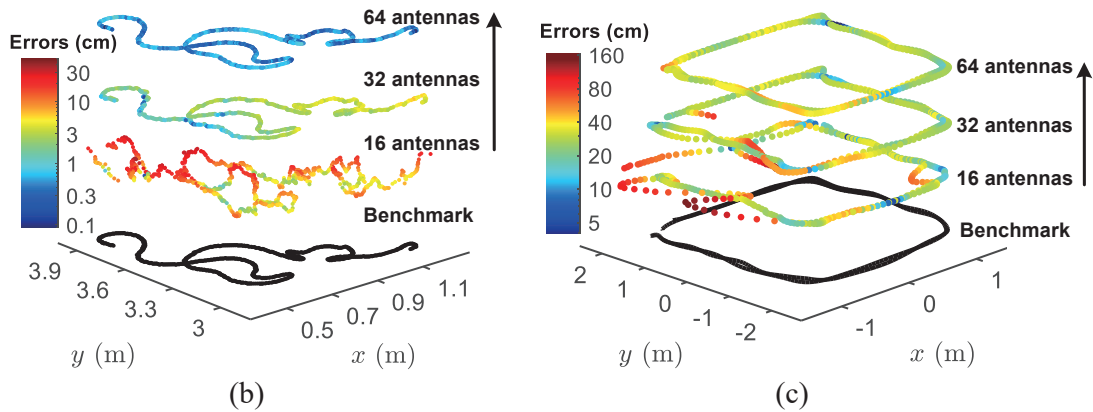 64 antennas
Errors (cm)
30
10
3
1
0.3
0.1
32 antennas
16 antennas
Benchmark
3.9
3.6
3.3
3
0.5
0.7
0.9
1.1
y (m)
x (m)
(b)
Errors (cm)
160
80
40
20
10
5
64 antennas
32 antennas
16 antennas
Benchmark
2
1
0
-1
-2
-1
0
1
y (m)
x (m)
(c)